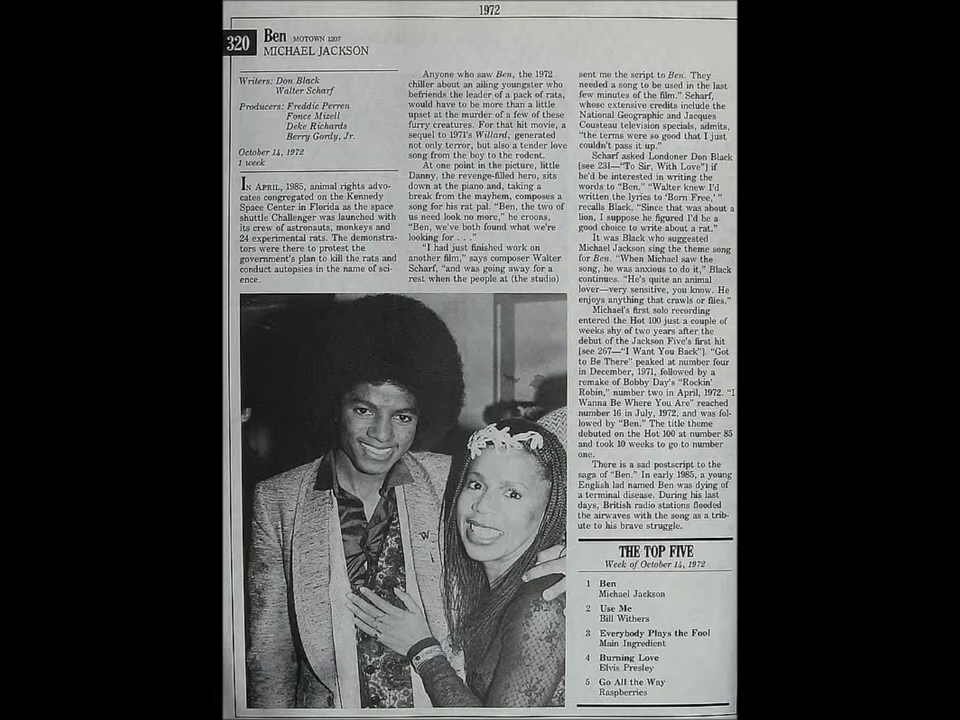 1972
320
Ben MOTOWN 1207
MICHAEL JACKSON
Writers: Don Black
Walter Scharf
Producers: Freddie Perren
Fonce Mizell
Deke Richards
Berry Gordy, Jr.
October 14, 1972
1 week
IN APRIL, 1985, animal rights advo-
cates congregated on the Kennedy
Space Center in Florida as the space
shuttle Challenger was launched with
its crew of astronauts, monkeys and
24 experimental rats. The demonstra-
tors were there to protest the
government's plan to kill the rats and
conduct autopsies in the name of sci-
ence.
Anyone who saw Ben, the 1972
chiller about an ailing youngster who
befriends the leader of a pack of rats,
would have to be more than a little
upset at the murder of a few of these
furry creatures. For that hit movie, a
sequel to 1971's Willard, generated
not only terror, but also a tender love
song from the boy to the rodent.
At one point in the picture, little
Danny, the revenge-filled hero, sits
down at the piano and, taking a
break from the mayhem, composes a
song for his rat pal. "Ben, the two of
us need look no more," he croons,
"Ben, we've both found what we're
looking for . . ."
"I had just finished work on
another film," says composer Walter
Scharf, "and was going away for a
rest when the people at (the studio)
sent me the script to Ben. They
needed a song to be used in the last
few minutes of the film." Scharf,
whose extensive credits include the
National Geographic and Jacques
Cousteau television specials, admits,
"the terms were so good that I just
couldn't pass it up."
Scharf asked Londoner Don Black
[see 231—"To Sir, With Love"] if
he'd be interested in writing the
words to "Ben." "Walter knew I'd
written the lyrics to 'Born Free,' "
recalls Black. "Since that was about a
lion, I suppose he figured I'd be a
good choice to write about a rat."
It was Black who suggested
Michael Jackson sing the theme song
for Ben. "When Michael saw the
song, he was anxious to do it," Black
continues. "He's quite an animal
lover—very sensitive, you know. He
enjoys anything that crawls or flies."
Michael's first solo recording
entered the Hot 100 just a couple of
weeks shy of two years after the
debut of the Jackson Five's first hit
[see 267—"I Want You Back"]. "Got
to Be There" peaked at number four
in December, 1971, followed by a
remake of Bobby Day's "Rockin'
Robin," number two in April, 1972. "I
Wanna Be Where You Are" reached
number 16 in July, 1972, and was fol-
lowed by "Ben." The title theme
debuted on the Hot 100 at number 85
and took 10 weeks to go to number
one.
There is a sad postscript to the
saga of "Ben." In early 1985, a young
English lad named Ben was dying of
a terminal disease. During his last
days, British radio stations flooded
the airwaves with the song as a trib-
ute to his brave struggle.
THE TOP FIVE
Week of October 14, 1972
1 Ben
Michael Jackson
2 Use Me
Bill Withers
3 Everybody Plays the Fool
Main Ingredient
4 Burning Love
Elvis Presley
5 Go All the Way
Raspberries